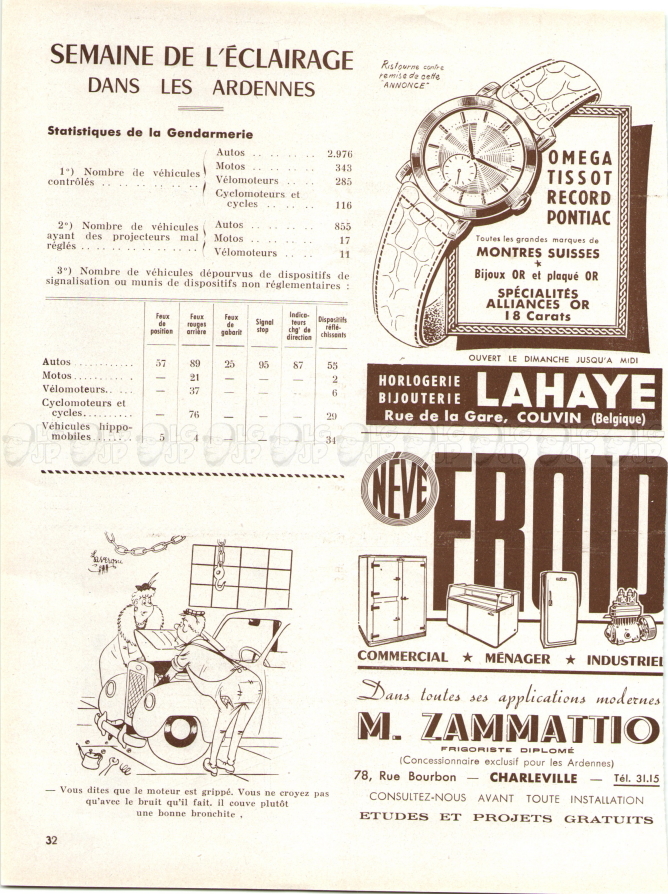 SEMAINE DE L'ÉCLAIRAGE
DANS LES ARDENNES
Statistiques de la Gendarmerie
1°) Nombre de véhicules
contrôlés . . . . . . . . . .
Autos . . . . . . . . 2.976
Motos . . . . . . . . 343
Vélomoteurs . . . . 285
Cyclomoteurs et
cycles . . . . . 116
2°) Nombre de véhicules
ayant des projecteurs mal
réglés . . . . . . . . . . . .
Autos . . . . . . . . 855
Motos . . . . . . . . 17
Vélomoteurs . . . . 11
3°) Nombre de véhicules dépourvus de dispositifs de
signalisation ou munis de dispositifs non réglementaires :
Feux de position | Feux rouges arrière | Feux de gabarit | Signal stop | Indica-teurs chgt de direction | Dispositifs réflé-chissants
Autos . . . . . . . . . . 57 89 25 95 87 55
Motos . . . . . . . . . . — 21 — — — 2
Vélomoteurs . . . . — 37 — — — 6
Cyclomoteurs et
cycles . . . . . . . . — 76 — — — 29
Véhicules hippo-
mobiles . . . . . . 5 4 — — — 34
— Vous dites que le moteur est grippé. Vous ne croyez pas
qu'avec le bruit qu'il fait, il couve plutôt
une bonne bronchite .
32
Ristourne contre
remise de cette
"ANNONCE"
OMEGA
TISSOT
RECORD
PONTIAC
Toutes les grandes marques de
MONTRES SUISSES
Bijoux OR et plaqué OR
SPÉCIALITÉS
ALLIANCES OR
18 Carats
OUVERT LE DIMANCHE JUSQU'A MIDI
HORLOGERIE
BIJOUTERIE
LAHAYE
Rue de la Gare, COUVIN (Belgique)
NÉVÉ
FROID
COMMERCIAL ★ MÉNAGER ★ INDUSTRIEL
Dans toutes ses applications modernes
M. ZAMMATTIO
FRIGORISTE DIPLOMÉ
(Concessionnaire exclusif pour les Ardennes)
78, Rue Bourbon — CHARLEVILLE — Tél. 31.15
CONSULTEZ-NOUS AVANT TOUTE INSTALLATION
ETUDES ET PROJETS GRATUITS